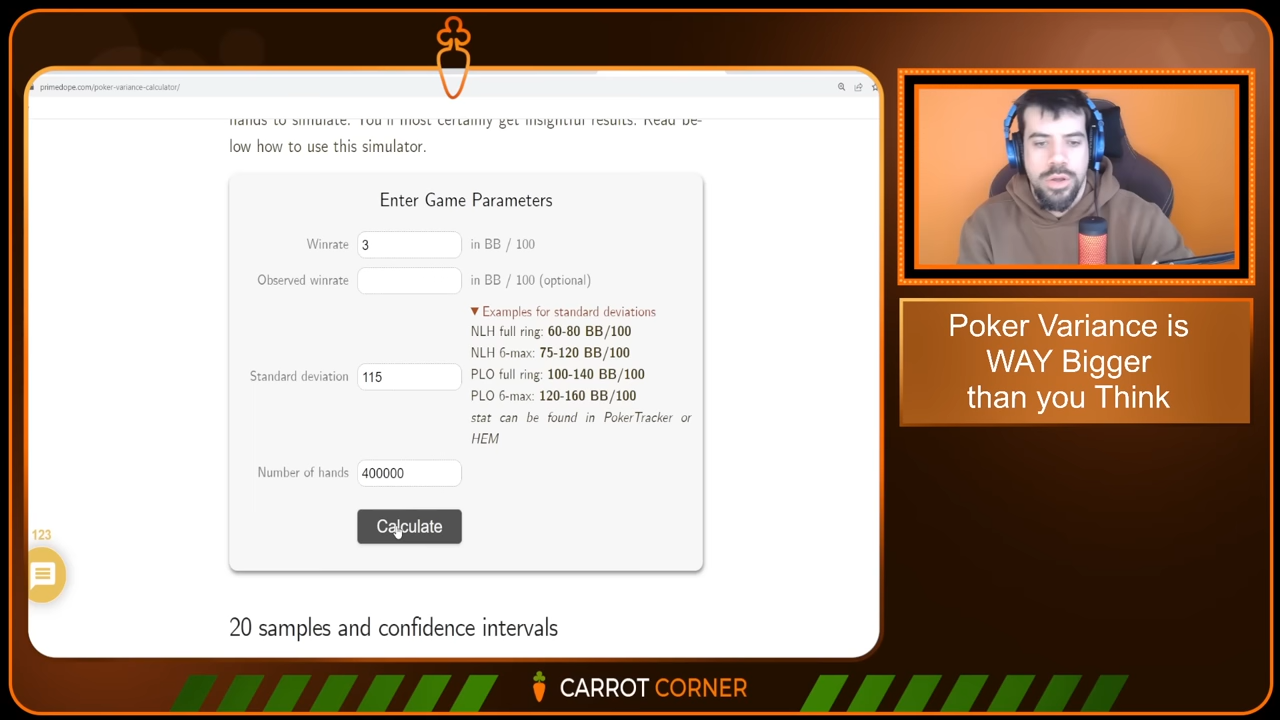 primedope.com/poker-variance-calculator/
hands to simulate. You'll most certainly get insightful results. Read be-
low how to use this simulator.
Enter Game Parameters
Winrate 3 in BB / 100
Observed winrate in BB / 100 (optional)
▼ Examples for standard deviations
NLH full ring: 60-80 BB/100
NLH 6-max: 75-120 BB/100
Standard deviation 115 PLO full ring: 100-140 BB/100
PLO 6-max: 120-160 BB/100
stat can be found in PokerTracker or
HEM
Number of hands 400000
Calculate
123
20 samples and confidence intervals
Poker Variance is
WAY Bigger
than you Think
CARROT CORNER